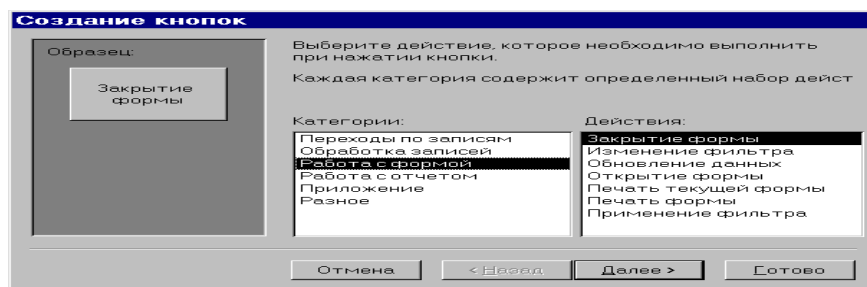 Создание кнопок
Образец:
Закрытие
формы
Выберите действие, которое необходимо выполнить
при нажатии кнопки.
Каждая категория содержит определенный набор дейст
Категории:
Переходы по записям
Обработка записей
Работа с формой
Работа с отчетом
Приложение
Разное
Действия:
Закрытие формы
Изменение фильтра
Обновление данных
Открытие формы
Печать текущей формы
Печать формы
Применение фильтра
Отмена
< Назад
Далее >
Готово